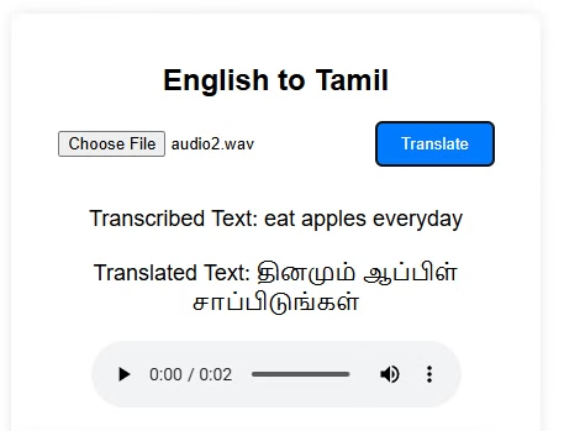 English to Tamil
Choose File audio2.wav Translate
Transcribed Text: eat apples everyday
Translated Text: தினமும் ஆப்பிள்
சாப்பிடுங்கள்
0:00 / 0:02